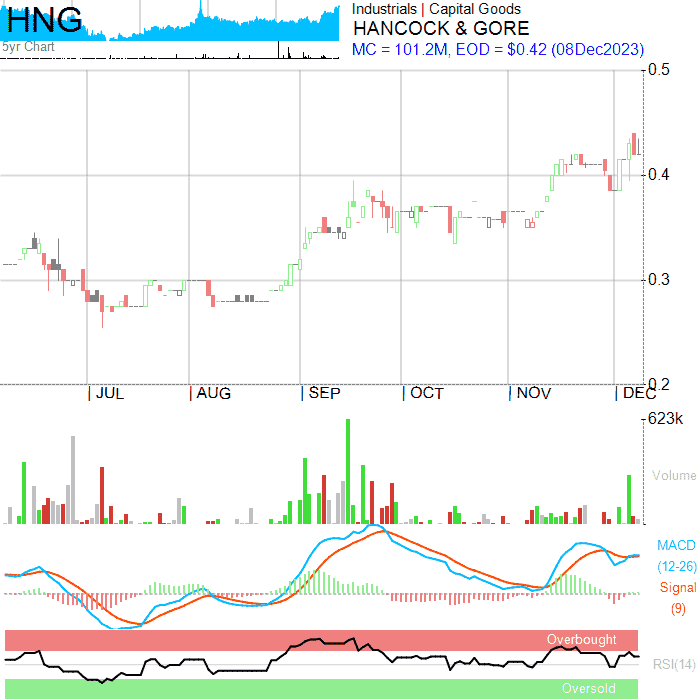 HNG
5yr Chart
Industrials | Capital Goods
HANCOCK & GORE
MC = 101.2M, EOD = $0.42 (08Dec2023)
0.5
0.4
0.3
0.2
JUL AUG SEP OCT NOV DEC
623k
Volume
MACD
(12-26)
Signal
(9)
Overbought
RSI(14)
Oversold